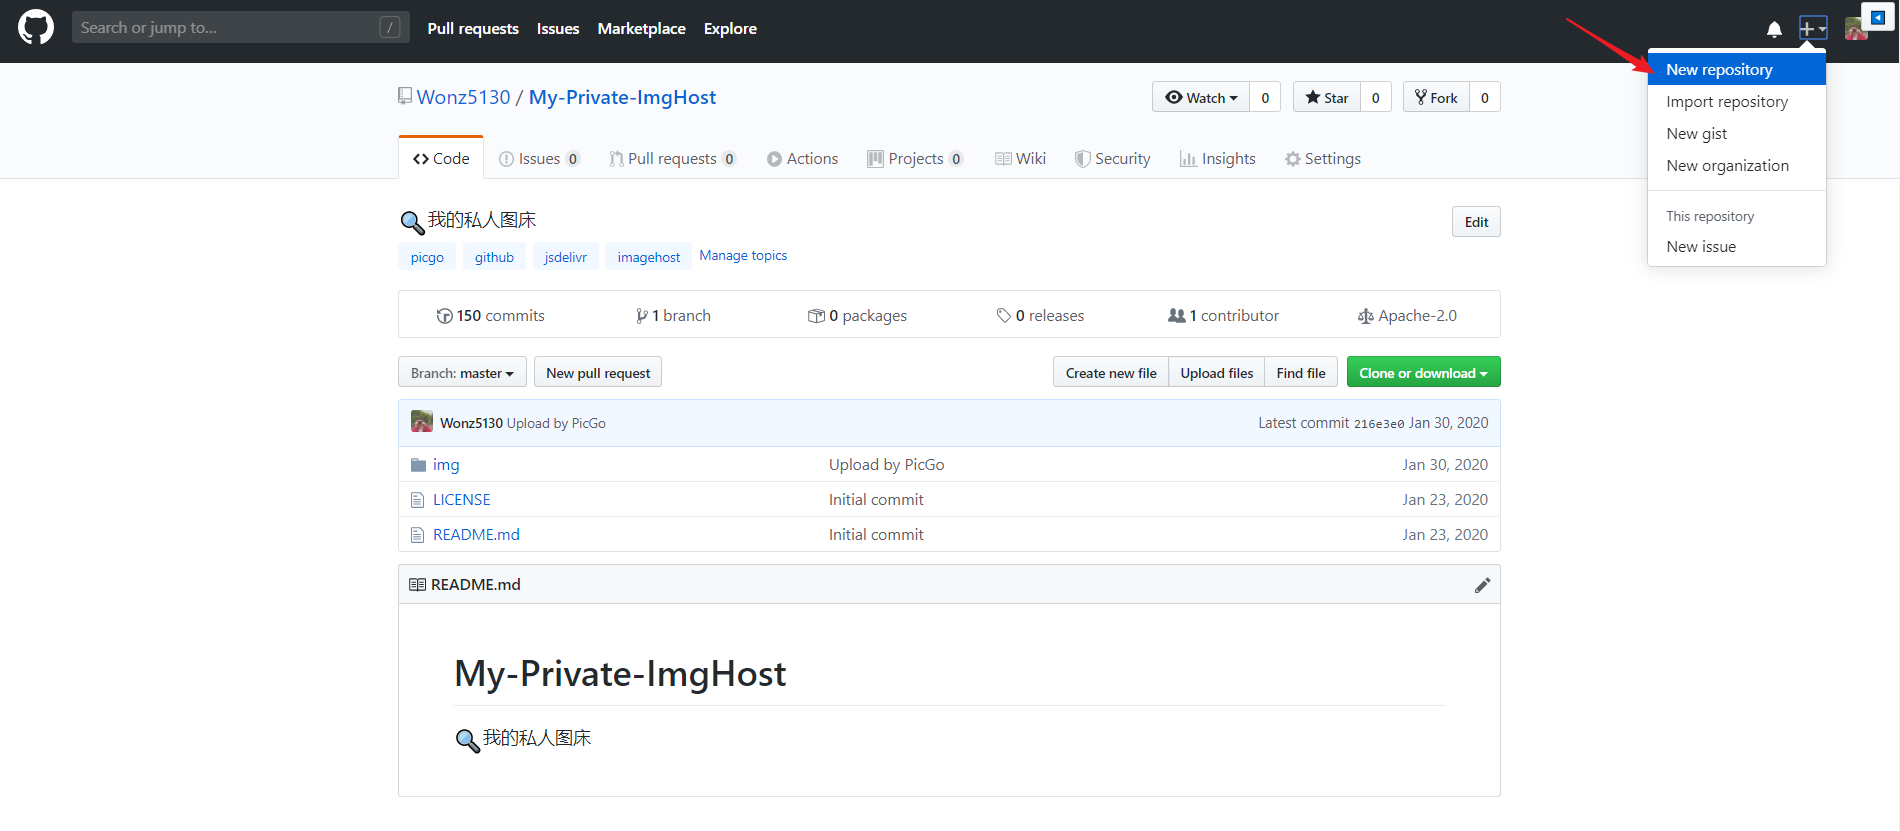 Search or jump to... /
Pull requests Issues Marketplace Explore
New repository
Import repository
New gist
New organization
This repository
New issue
Wonz5130 / My-Private-ImgHost
Watch 0 Star 0 Fork 0
Code Issues 0 Pull requests 0 Actions Projects 0 Wiki Security Insights Settings
我的私人图床
Edit
picgo github jsdelivr imagehost Manage topics
150 commits 1 branch 0 packages 0 releases 1 contributor Apache-2.0
Branch: master New pull request Create new file Upload files Find file Clone or download
Wonz5130 Upload by PicGo Latest commit 216e3e0 Jan 30, 2020
img Upload by PicGo Jan 30, 2020
LICENSE Initial commit Jan 23, 2020
README.md Initial commit Jan 23, 2020
README.md
My-Private-ImgHost
我的私人图床